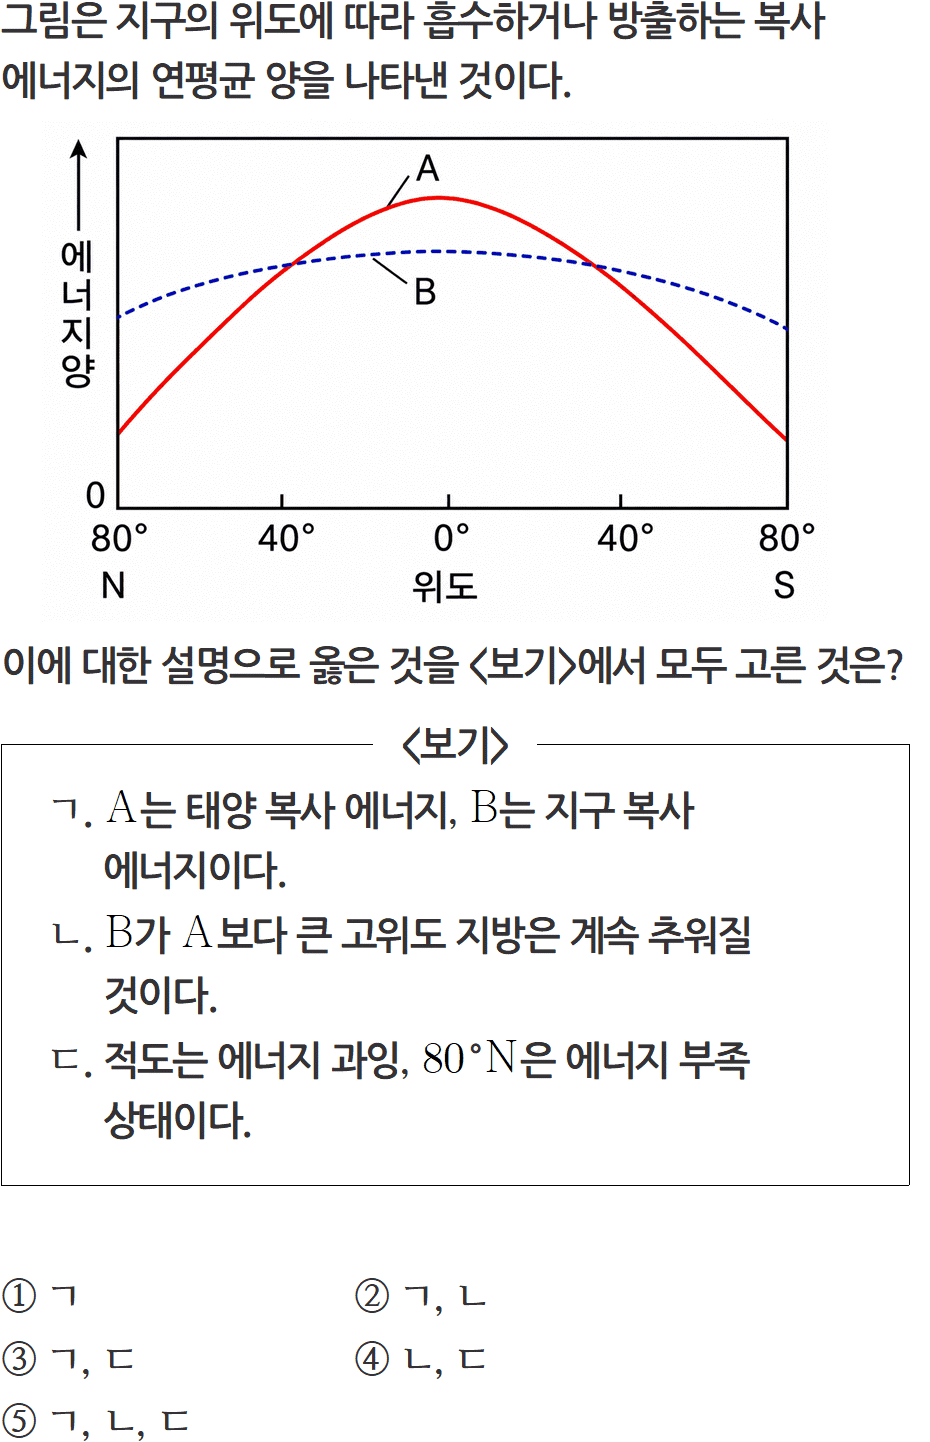 그림은 지구의 위도에 따라 흡수하거나 방출하는 복사
에너지의 연평균 양을 나타낸 것이다.
A
에너지양
B
0
80° 40° 0° 40° 80°
N 위도 S
이에 대한 설명으로 옳은 것을 <보기>에서 모두 고른 것은?
<보기>
ㄱ. A는 태양 복사 에너지, B는 지구 복사
에너지이다.
ㄴ. B가 A보다 큰 고위도 지방은 계속 추워질
것이다.
ㄷ. 적도는 에너지 과잉, 80°N은 에너지 부족
상태이다.
① ㄱ ② ㄱ, ㄴ
③ ㄱ, ㄷ ④ ㄴ, ㄷ
⑤ ㄱ, ㄴ, ㄷ